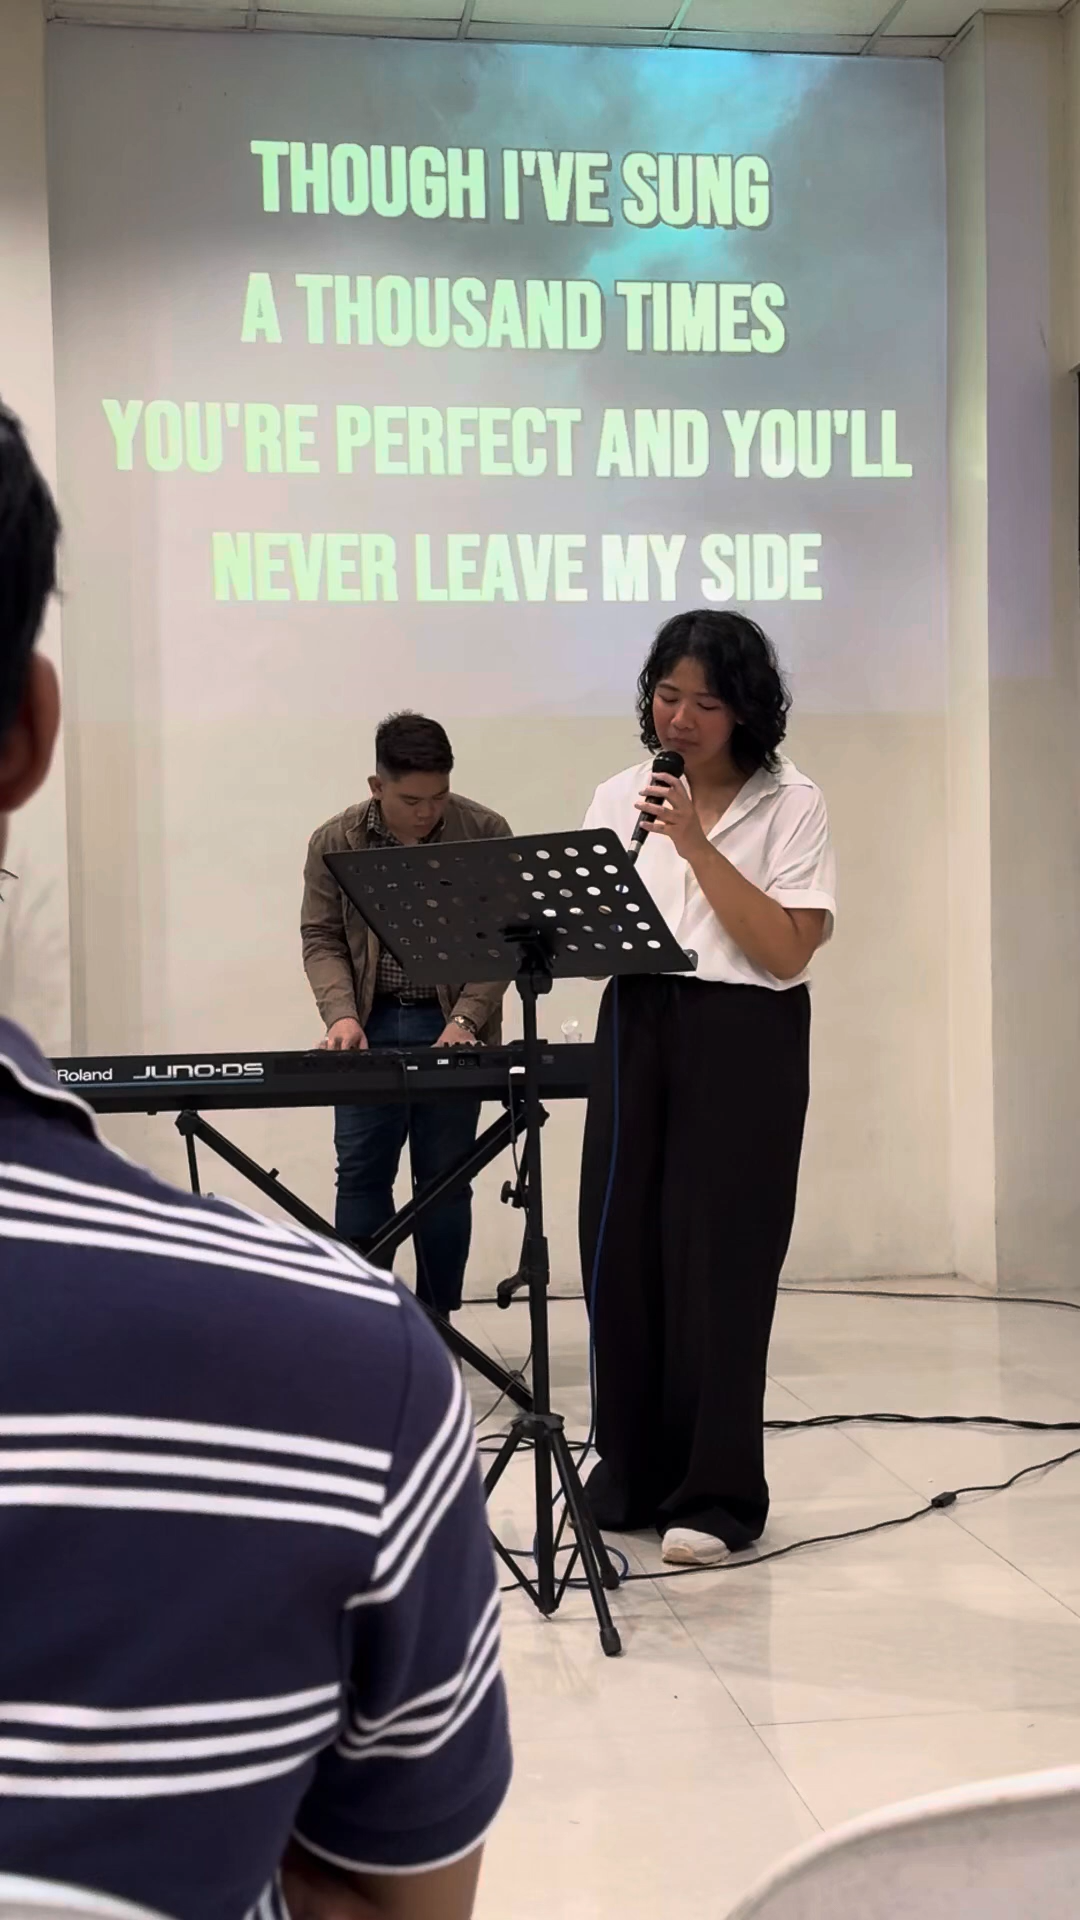 THOUGH I'VE SUNG
A THOUSAND TIMES
YOU'RE PERFECT AND YOU'LL
NEVER LEAVE MY SIDE
Roland JUNO-DS